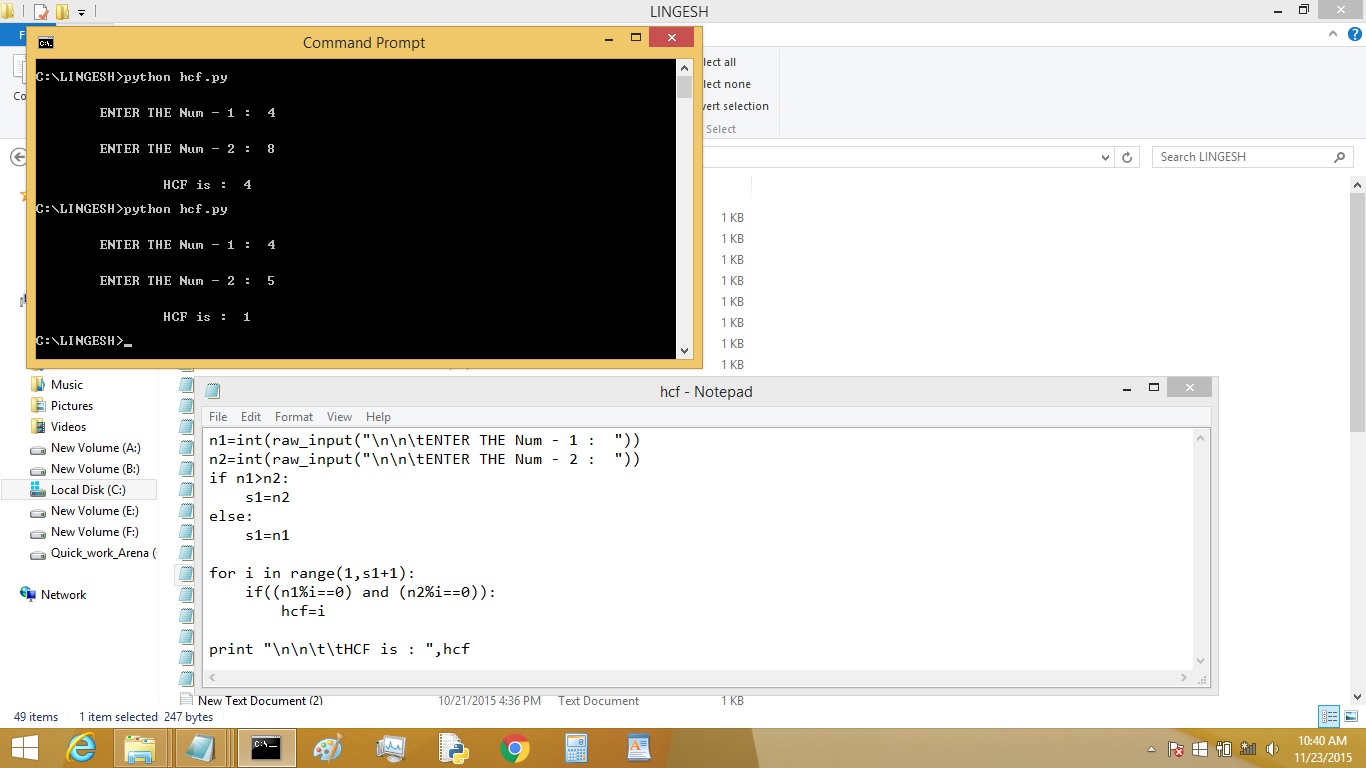 LINGESH
F
Command Prompt
C:\LINGESH>python hcf.py
ENTER THE Num - 1 :  4
ENTER THE Num - 2 :  8
HCF is :  4
C:\LINGESH>python hcf.py
ENTER THE Num - 1 :  4
ENTER THE Num - 2 :  5
HCF is :  1
C:\LINGESH>_
Co
lect all
lect none
vert selection
Select
Search LINGESH
1 KB
1 KB
1 KB
1 KB
1 KB
1 KB
1 KB
1 KB
Music
Pictures
Videos
New Volume (A:)
New Volume (B:)
Local Disk (C:)
New Volume (E:)
New Volume (F:)
Quick_work_Arena (
Network
hcf - Notepad
File Edit Format View Help
n1=int(raw_input("\n\n\tENTER THE Num - 1 :  "))
n2=int(raw_input("\n\n\tENTER THE Num - 2 :  "))
if n1>n2:
    s1=n2
else:
    s1=n1
for i in range(1,s1+1):
    if((n1%i==0) and (n2%i==0)):
        hcf=i
print "\n\n\t\tHCF is : ",hcf
New Text Document (2) 10/21/2015 4:36 PM Text Document 1 KB
49 items 1 item selected 247 bytes
10:40 AM
11/23/2015